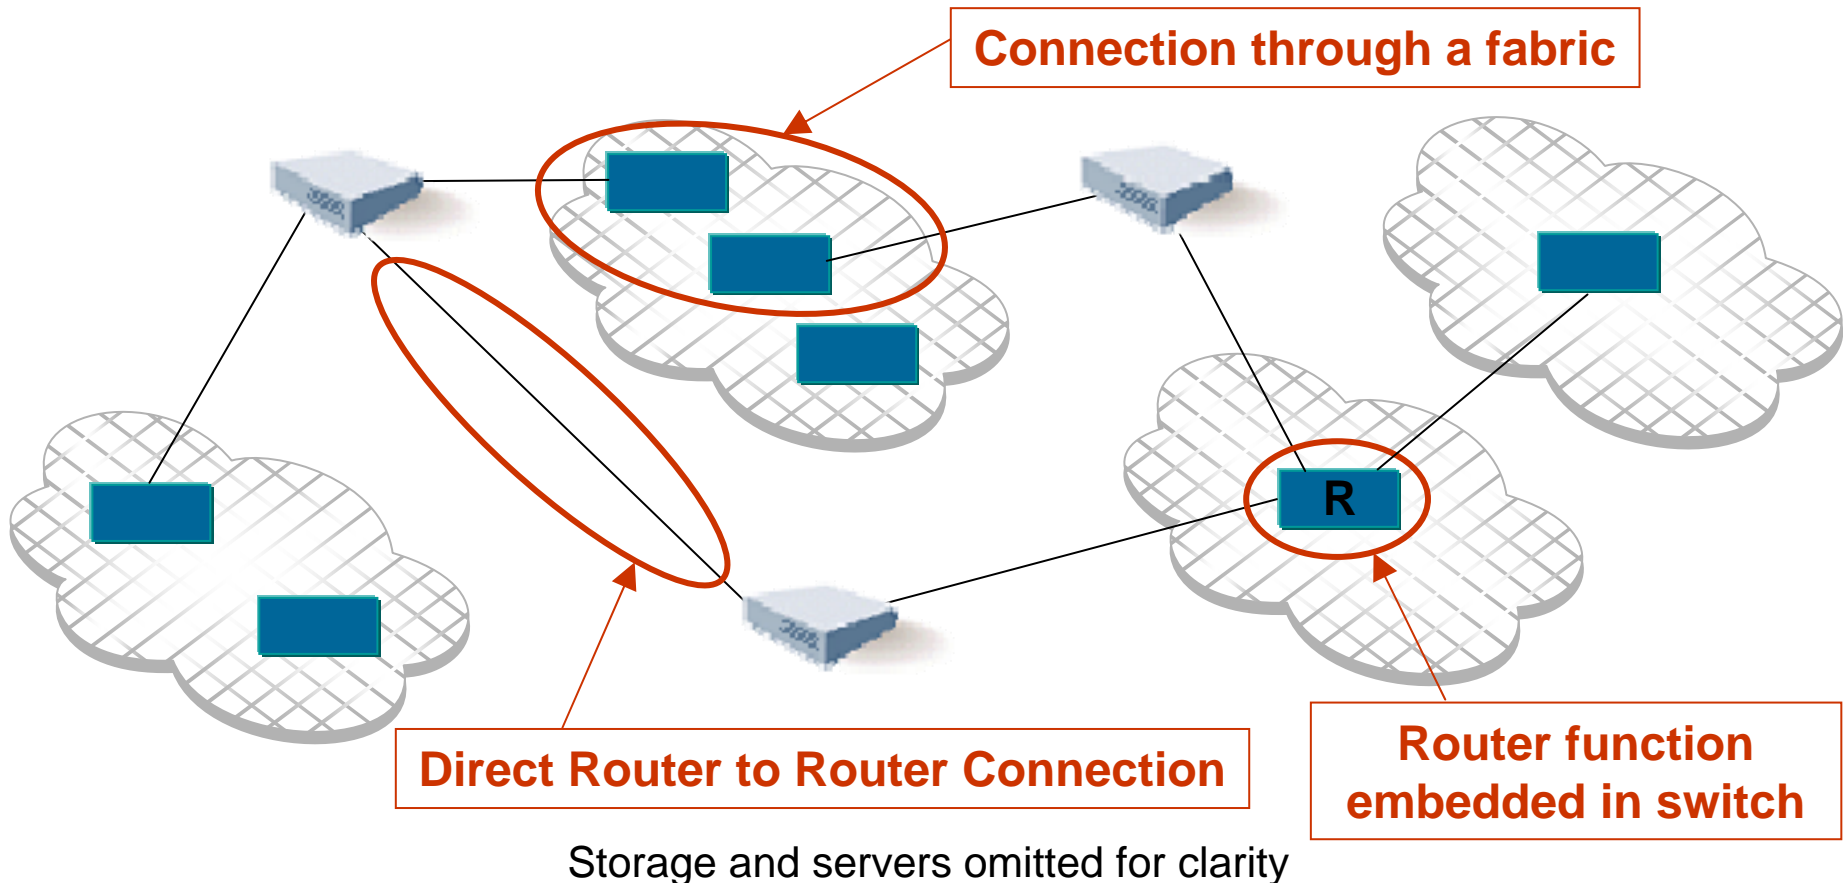 Connection through a fabric
R
Direct Router to Router Connection
Router function
embedded in switch
Storage and servers omitted for clarity